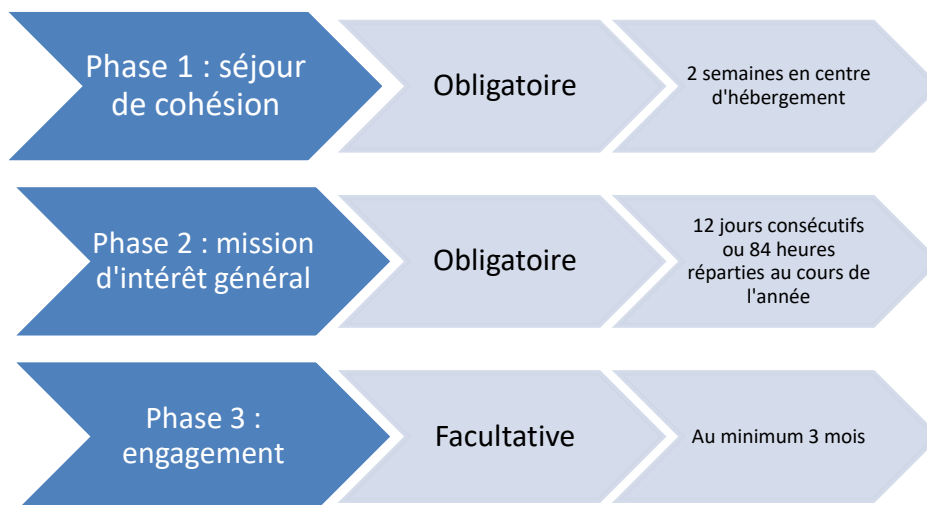 Phase 1 : séjour
de cohésion
Obligatoire
2 semaines en centre
d'hébergement
Phase 2 : mission
d'intérêt général
Obligatoire
12 jours consécutifs
ou 84 heures
réparties au cours de
l'année
Phase 3 :
engagement
Facultative
Au minimum 3 mois